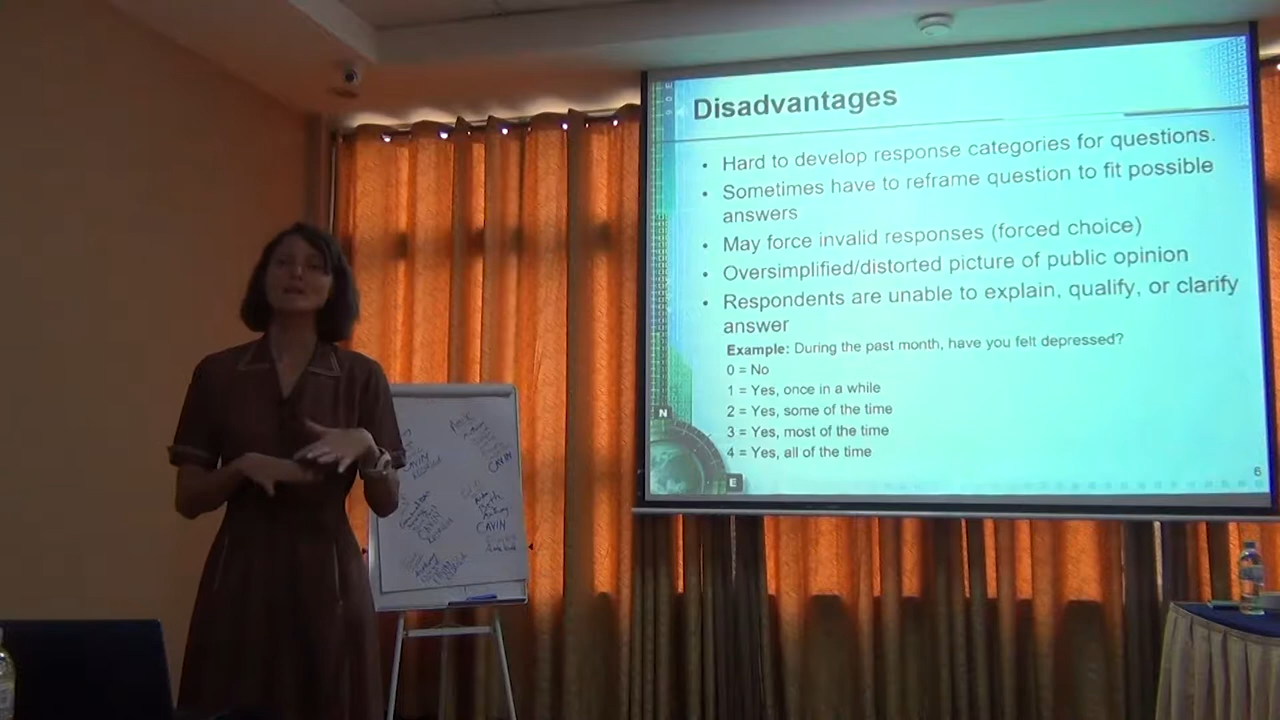 Disadvantages
• Hard to develop response categories for questions.
• Sometimes have to reframe question to fit possible
answers
• May force invalid responses (forced choice)
• Oversimplified/distorted picture of public opinion
• Respondents are unable to explain, qualify, or clarify
answer
Example: During the past month, have you felt depressed?
0 = No
1 = Yes, once in a while
2 = Yes, some of the time
3 = Yes, most of the time
4 = Yes, all of the time
N
E
6
CAVIN
CAVIN
Anthony
CAVIN
CAVIN
Anthony